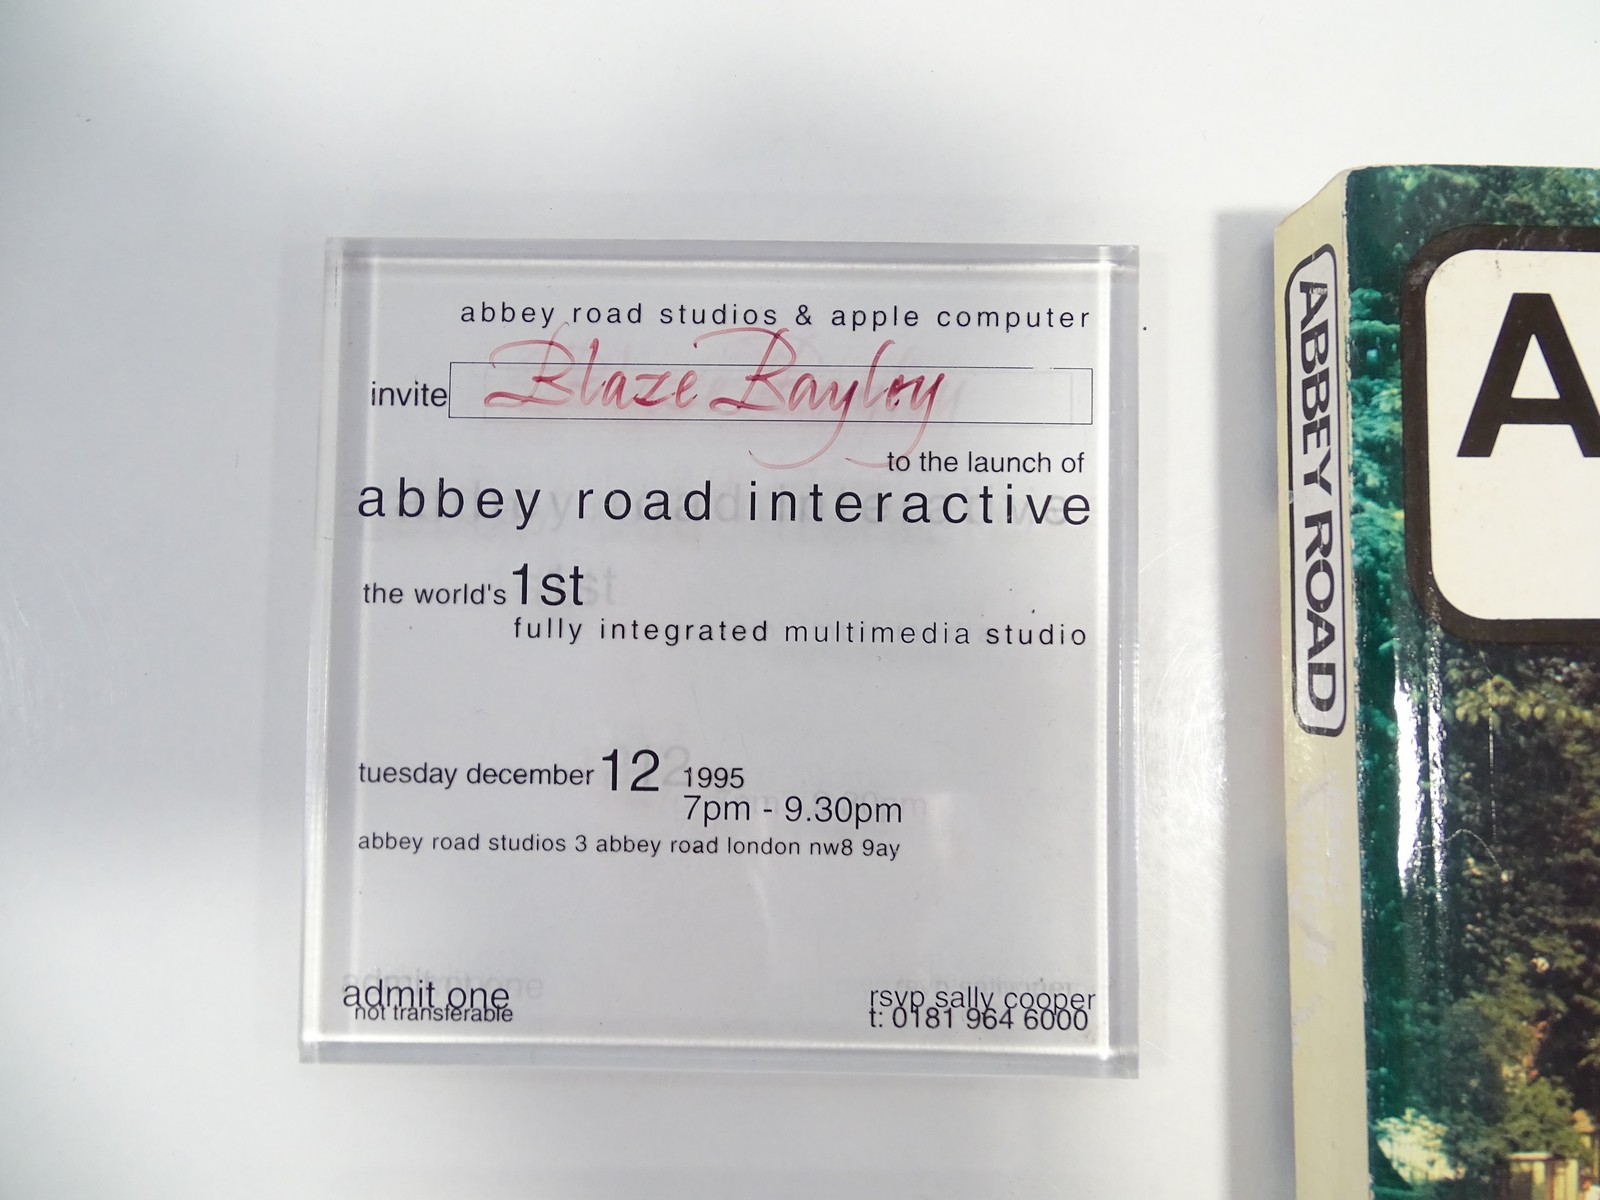 abbey road studios & apple computer
invite Blaze Bayley
to the launch of
abbey road interactive
the world's 1st
fully integrated multimedia studio
tuesday december 12 1995
7pm - 9.30pm
abbey road studios 3 abbey road london nw8 9ay
admit one
not transferable
rsvp sally cooper
t: 0181 964 6000
ABBEY ROAD
A